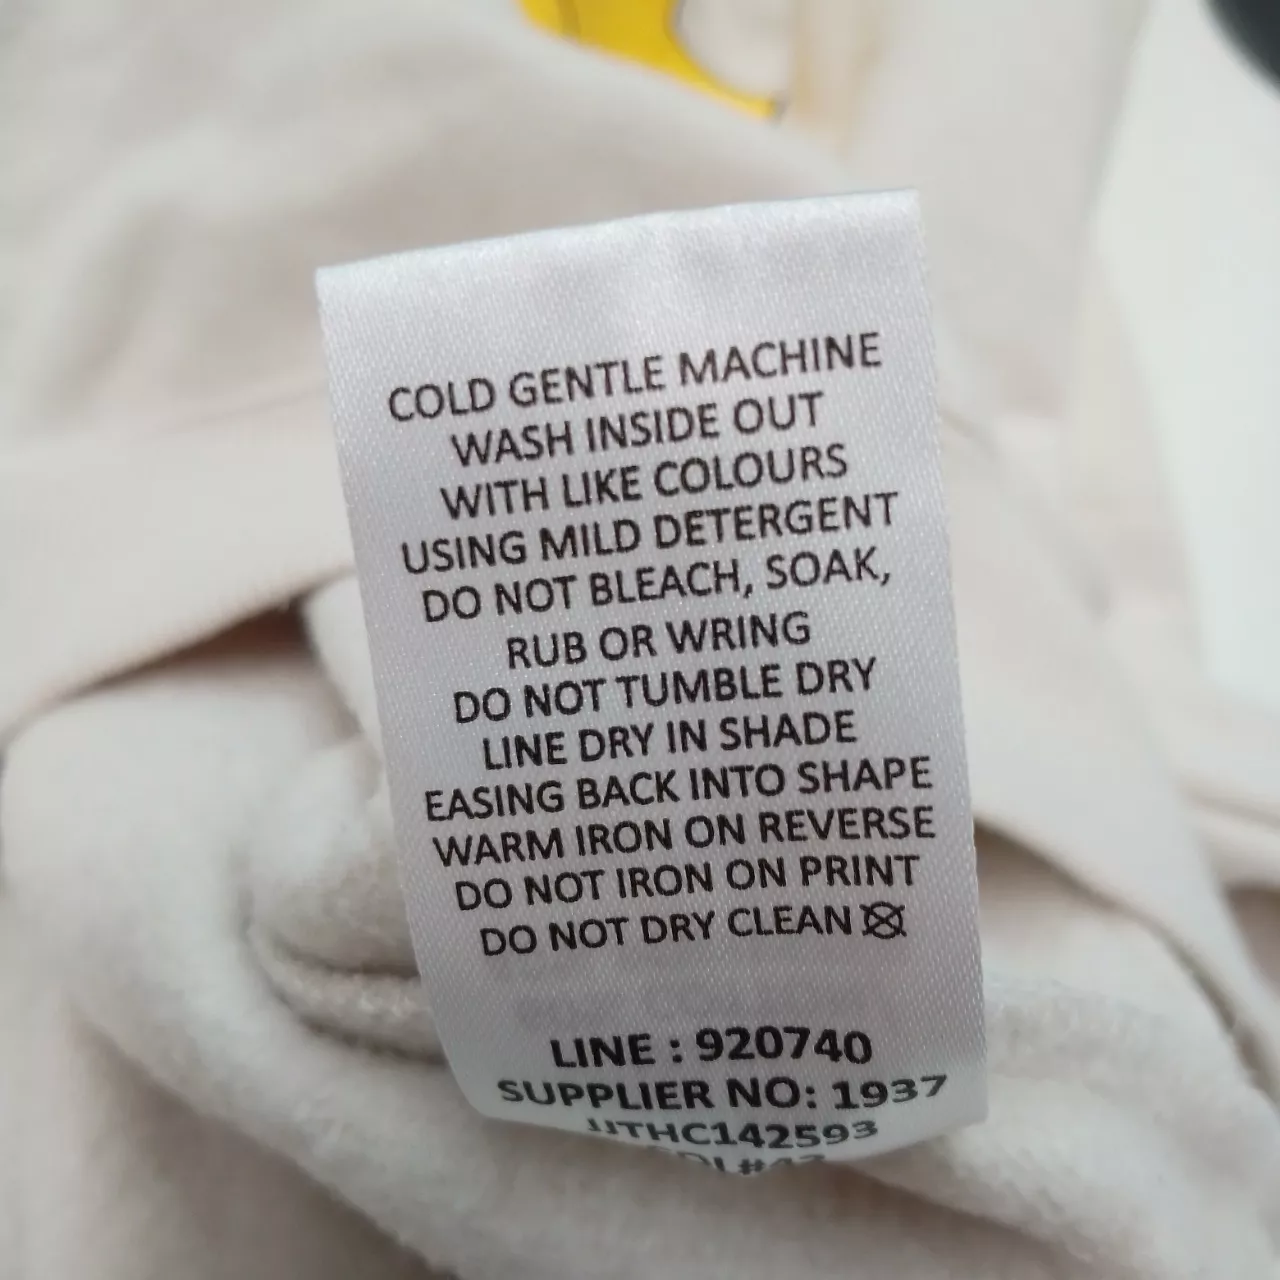 COLD GENTLE MACHINE
WASH INSIDE OUT
WITH LIKE COLOURS
USING MILD DETERGENT
DO NOT BLEACH, SOAK,
RUB OR WRING
DO NOT TUMBLE DRY
LINE DRY IN SHADE
EASING BACK INTO SHAPE
WARM IRON ON REVERSE
DO NOT IRON ON PRINT
DO NOT DRY CLEAN
LINE : 920740
SUPPLIER NO: 1937
JJTHC142593